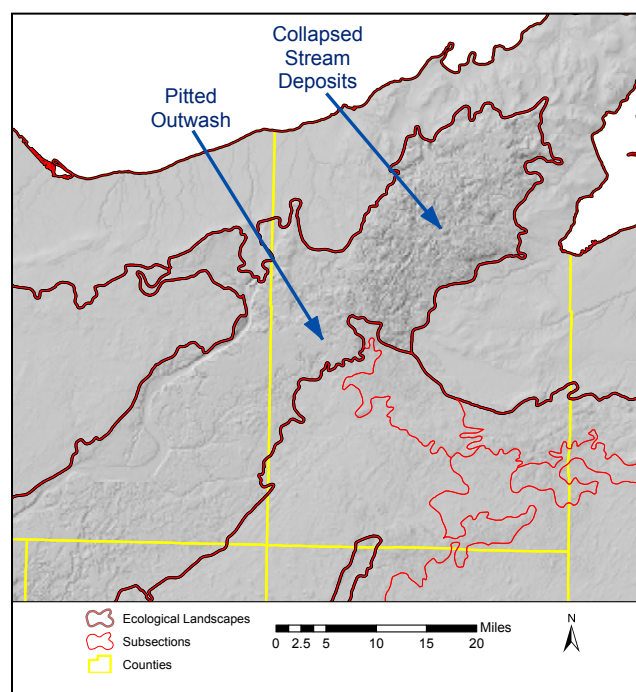 Collapsed
Stream
Deposits
Pitted
Outwash
Ecological Landscapes
Subsections
Counties
0 2.5 5 10 15 20 Miles
N